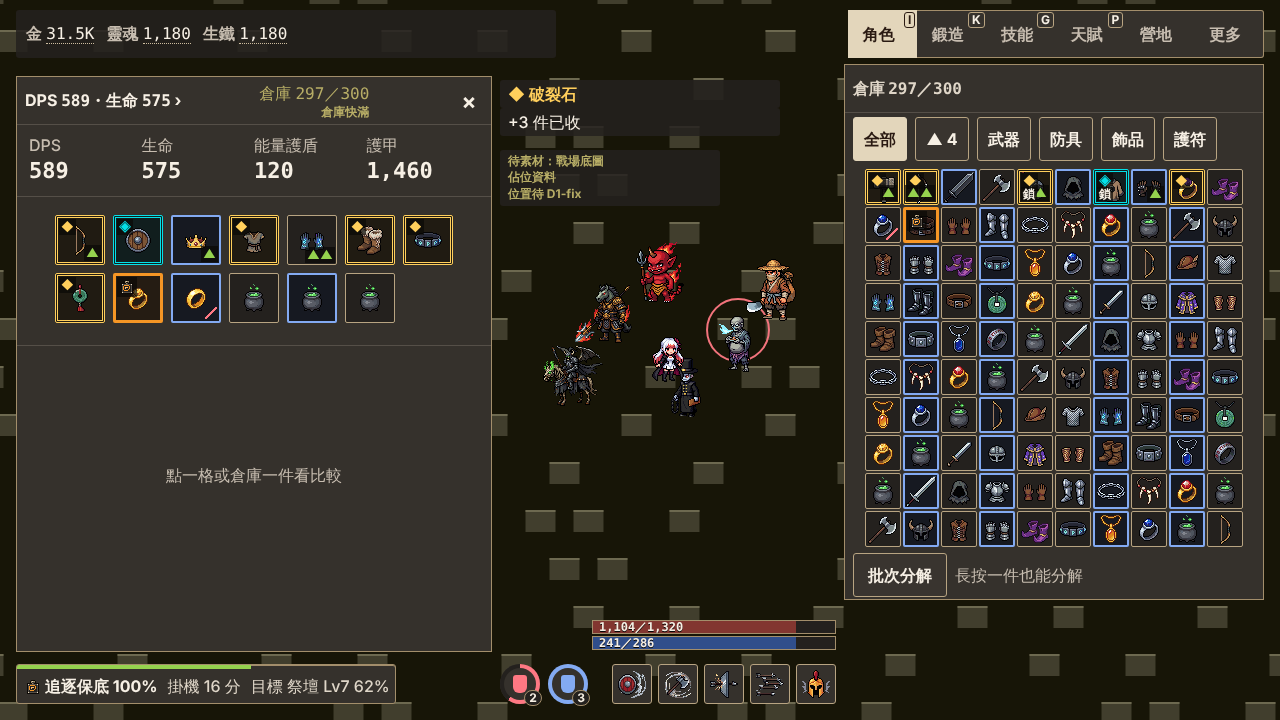 金 31.5K 靈魂 1,180 生鐵 1,180
角色 I
鍛造 K
技能 G
天賦 P
營地
更多
DPS 589・生命 575 ›
倉庫 297／300
倉庫快滿
×
DPS
589
生命
575
能量護盾
120
護甲
1,460
點一格或倉庫一件看比較
破裂石
+3 件已收
待素材：戰場底圖
佔位資料
位置待 D1-fix
倉庫 297／300
全部
▲ 4
武器
防具
飾品
護符
鎖
鎖
批次分解
長按一件也能分解
1,104／1,320
241／286
追逐保底 100% 掛機 16 分 目標 祭壇 Lv7 62%
2
3